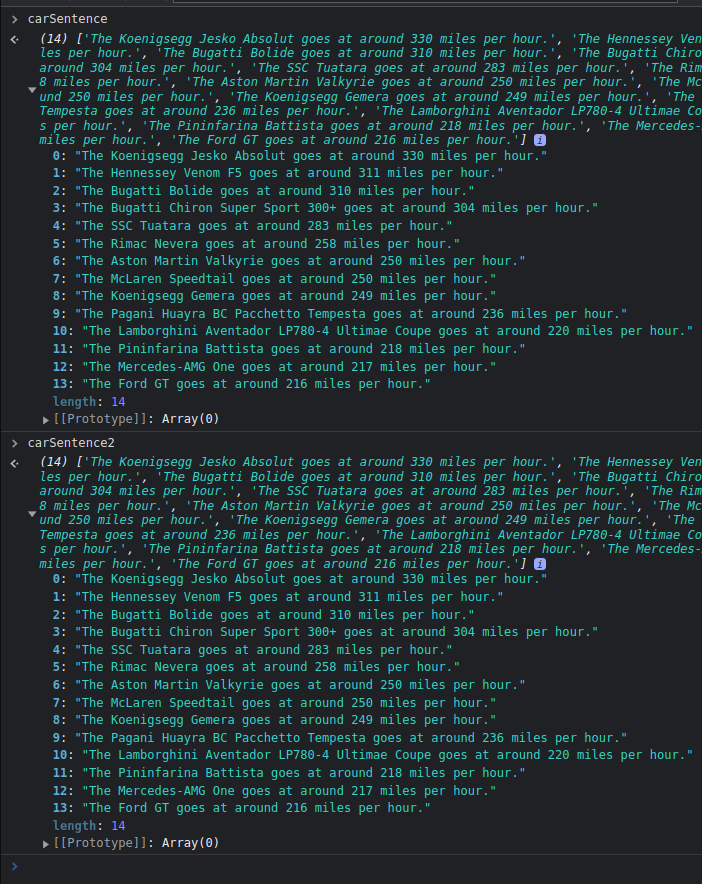 carSentence
(14) ['The Koenigsegg Jesko Absolut goes at around 330 miles per hour.', 'The Hennessey Ven
les per hour.', 'The Bugatti Bolide goes at around 310 miles per hour.', 'The Bugatti Chiro
around 304 miles per hour.', 'The SSC Tuatara goes at around 283 miles per hour.', 'The Rim
8 miles per hour.', 'The Aston Martin Valkyrie goes at around 250 miles per hour.', 'The Mc
und 250 miles per hour.', 'The Koenigsegg Gemera goes at around 249 miles per hour.', 'The 
Tempesta goes at around 236 miles per hour.', 'The Lamborghini Aventador LP780-4 Ultimae Co
s per hour.', 'The Pininfarina Battista goes at around 218 miles per hour.', 'The Mercedes-
miles per hour.', 'The Ford GT goes at around 216 miles per hour.'] i
0: "The Koenigsegg Jesko Absolut goes at around 330 miles per hour."
1: "The Hennessey Venom F5 goes at around 311 miles per hour."
2: "The Bugatti Bolide goes at around 310 miles per hour."
3: "The Bugatti Chiron Super Sport 300+ goes at around 304 miles per hour."
4: "The SSC Tuatara goes at around 283 miles per hour."
5: "The Rimac Nevera goes at around 258 miles per hour."
6: "The Aston Martin Valkyrie goes at around 250 miles per hour."
7: "The McLaren Speedtail goes at around 250 miles per hour."
8: "The Koenigsegg Gemera goes at around 249 miles per hour."
9: "The Pagani Huayra BC Pacchetto Tempesta goes at around 236 miles per hour."
10: "The Lamborghini Aventador LP780-4 Ultimae Coupe goes at around 220 miles per hour."
11: "The Pininfarina Battista goes at around 218 miles per hour."
12: "The Mercedes-AMG One goes at around 217 miles per hour."
13: "The Ford GT goes at around 216 miles per hour."
length: 14
[[Prototype]]: Array(0)
carSentence2
(14) ['The Koenigsegg Jesko Absolut goes at around 330 miles per hour.', 'The Hennessey Ven
les per hour.', 'The Bugatti Bolide goes at around 310 miles per hour.', 'The Bugatti Chiro
around 304 miles per hour.', 'The SSC Tuatara goes at around 283 miles per hour.', 'The Rim
8 miles per hour.', 'The Aston Martin Valkyrie goes at around 250 miles per hour.', 'The Mc
und 250 miles per hour.', 'The Koenigsegg Gemera goes at around 249 miles per hour.', 'The 
Tempesta goes at around 236 miles per hour.', 'The Lamborghini Aventador LP780-4 Ultimae Co
s per hour.', 'The Pininfarina Battista goes at around 218 miles per hour.', 'The Mercedes-
miles per hour.', 'The Ford GT goes at around 216 miles per hour.'] i
0: "The Koenigsegg Jesko Absolut goes at around 330 miles per hour."
1: "The Hennessey Venom F5 goes at around 311 miles per hour."
2: "The Bugatti Bolide goes at around 310 miles per hour."
3: "The Bugatti Chiron Super Sport 300+ goes at around 304 miles per hour."
4: "The SSC Tuatara goes at around 283 miles per hour."
5: "The Rimac Nevera goes at around 258 miles per hour."
6: "The Aston Martin Valkyrie goes at around 250 miles per hour."
7: "The McLaren Speedtail goes at around 250 miles per hour."
8: "The Koenigsegg Gemera goes at around 249 miles per hour."
9: "The Pagani Huayra BC Pacchetto Tempesta goes at around 236 miles per hour."
10: "The Lamborghini Aventador LP780-4 Ultimae Coupe goes at around 220 miles per hour."
11: "The Pininfarina Battista goes at around 218 miles per hour."
12: "The Mercedes-AMG One goes at around 217 miles per hour."
13: "The Ford GT goes at around 216 miles per hour."
length: 14
[[Prototype]]: Array(0)